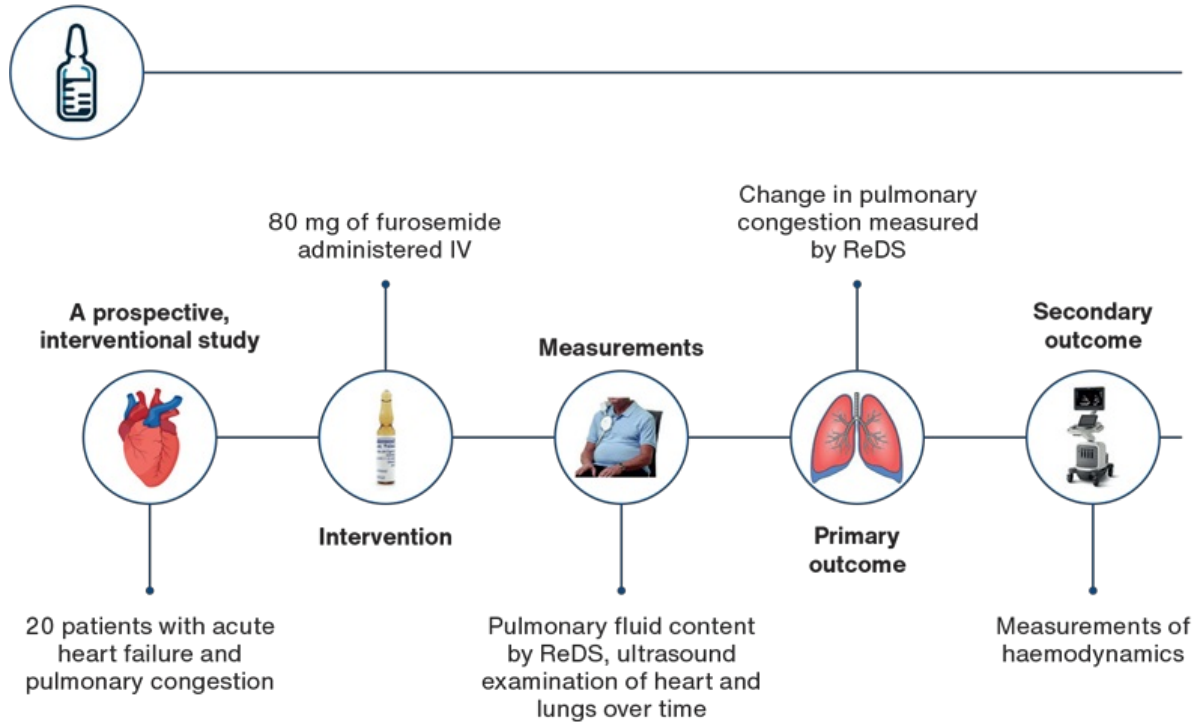 A prospective,
interventional study
20 patients with acute
heart failure and
pulmonary congestion
80 mg of furosemide
administered IV
Intervention
Measurements
Pulmonary fluid content
by ReDS, ultrasound
examination of heart and
lungs over time
Change in pulmonary
congestion measured
by ReDS
Primary
outcome
Secondary
outcome
Measurements of
haemodynamics